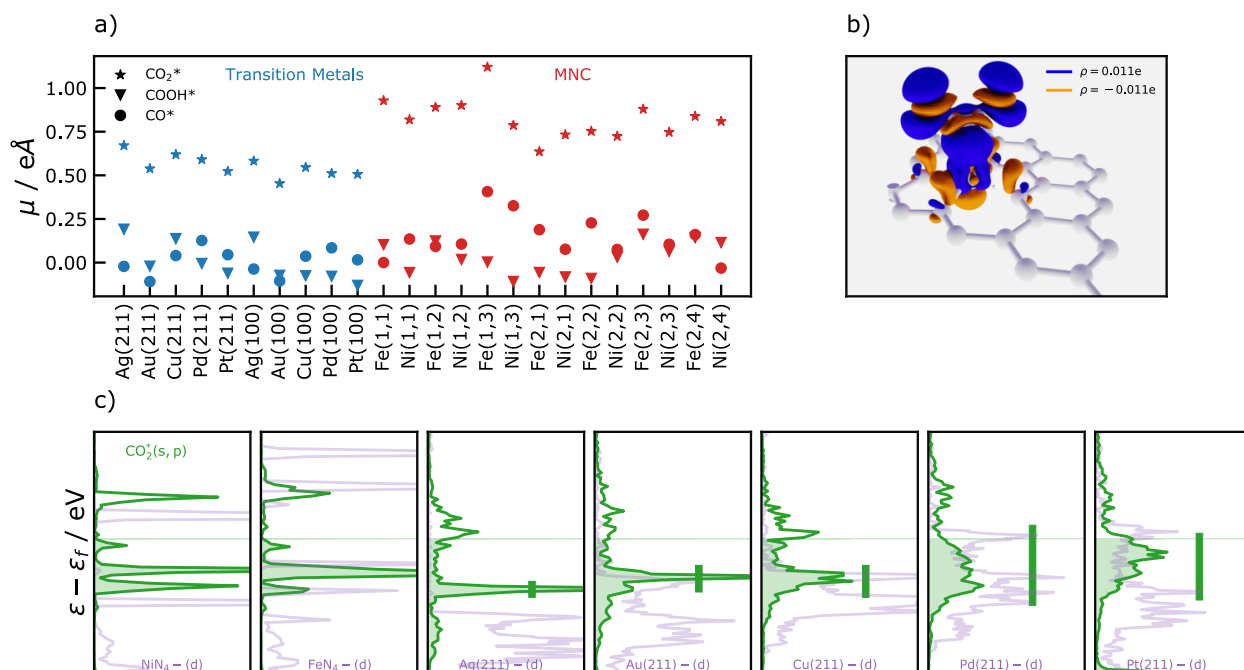 a)
b)
CO₂*
COOH*
CO*
Transition Metals
MNC
μ / eÅ
1.00
0.75
0.50
0.25
0.00
Ag(211)
Au(211)
Cu(211)
Pd(211)
Pt(211)
Ag(100)
Au(100)
Cu(100)
Pd(100)
Pt(100)
Fe(1,1)
Ni(1,1)
Fe(1,2)
Ni(1,2)
Fe(1,3)
Ni(1,3)
Fe(2,1)
Ni(2,1)
Fe(2,2)
Ni(2,2)
Fe(2,3)
Ni(2,3)
Fe(2,4)
Ni(2,4)
ρ = 0.011e
ρ = −0.011e
c)
ε − ε_f / eV
CO₂*(s, p)
NiN₄ − (d)
FeN₄ − (d)
Ag(211) − (d)
Au(211) − (d)
Cu(211) − (d)
Pd(211) − (d)
Pt(211) − (d)